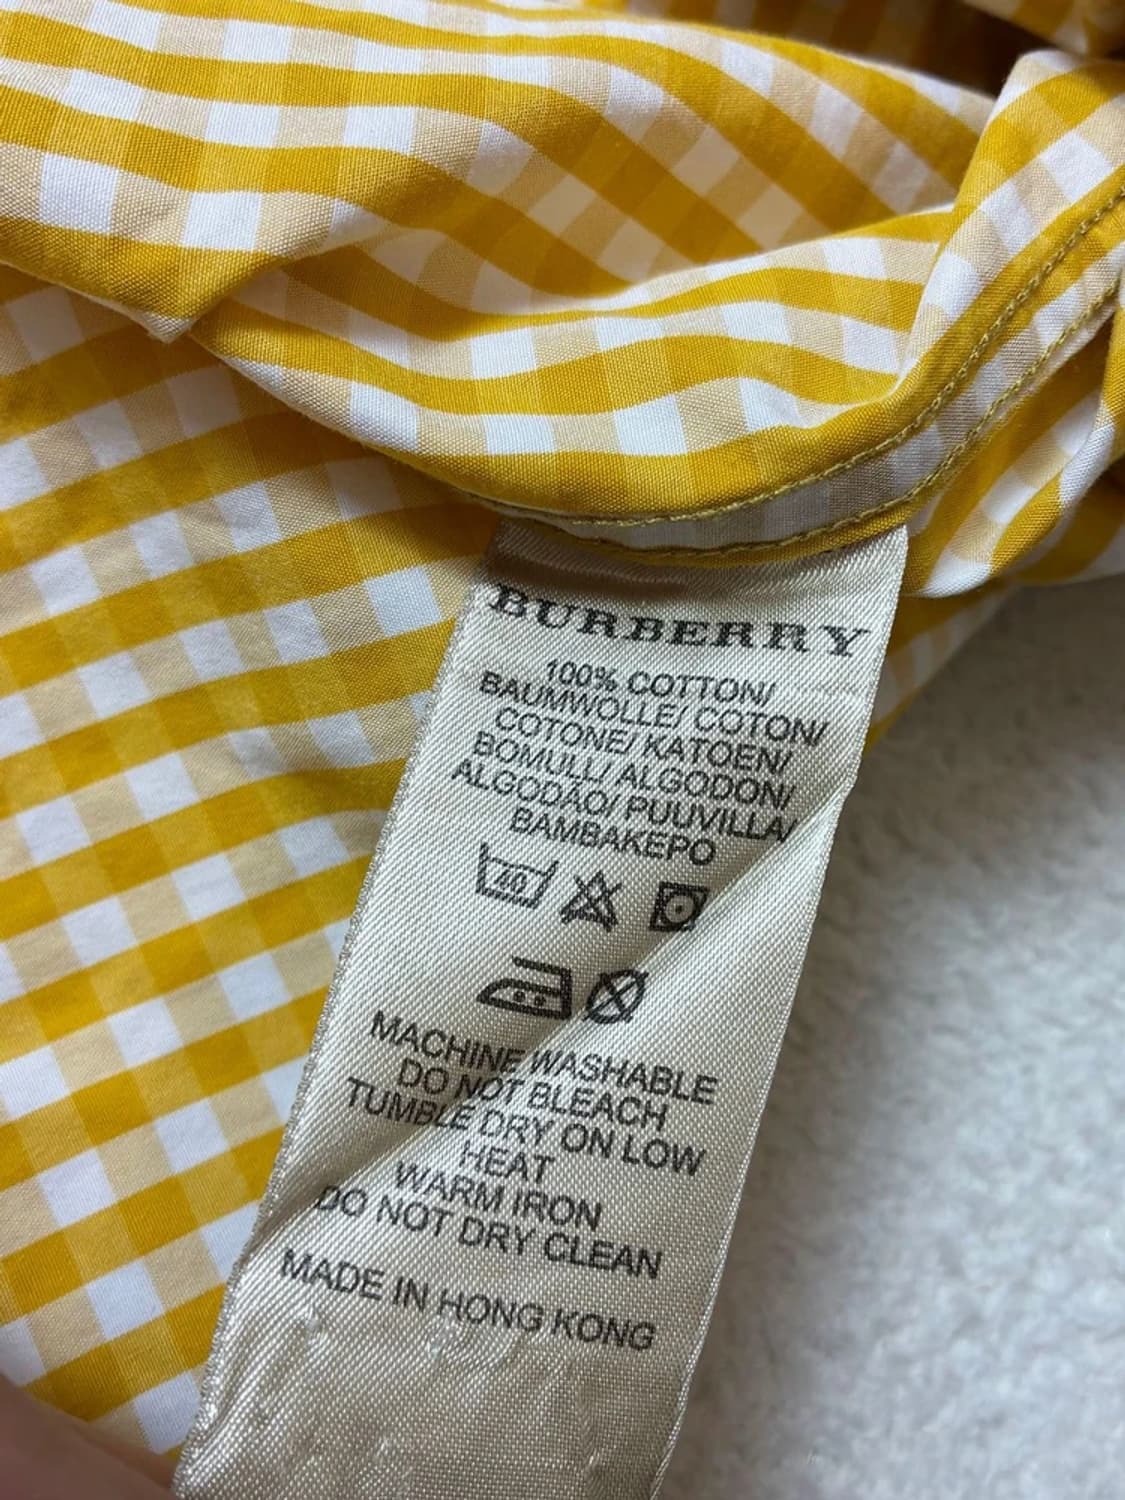 BURBERRY
100% COTTON/
BAUMWOLLE/ COTON/
COTONE/ KATOEN/
BOMULL/ ALGODON/
ALGODÃO/ PUUVILLA/
BAMBAKEPO
40
MACHINE WASHABLE
DO NOT BLEACH
TUMBLE DRY ON LOW
HEAT
WARM IRON
DO NOT DRY CLEAN
MADE IN HONG KONG